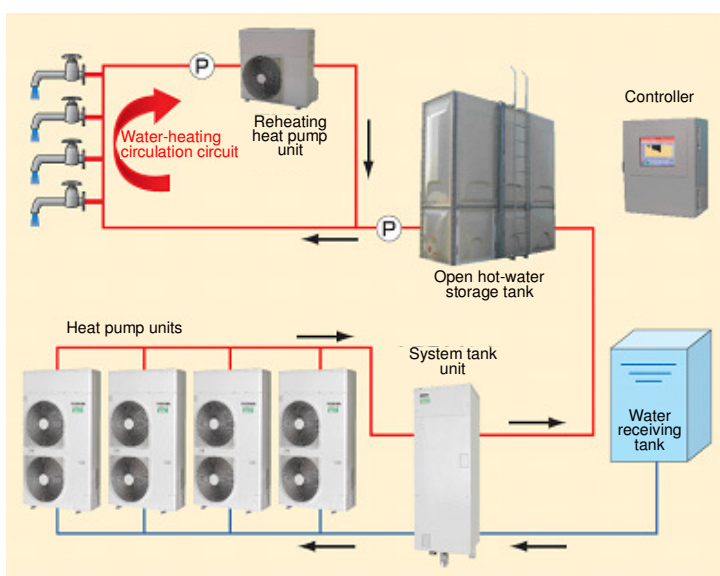 P
Reheating
heat pump
unit
Controller
Water-heating
circulation circuit
P
Open hot-water
storage tank
Heat pump units
System tank
unit
Water
receiving
tank